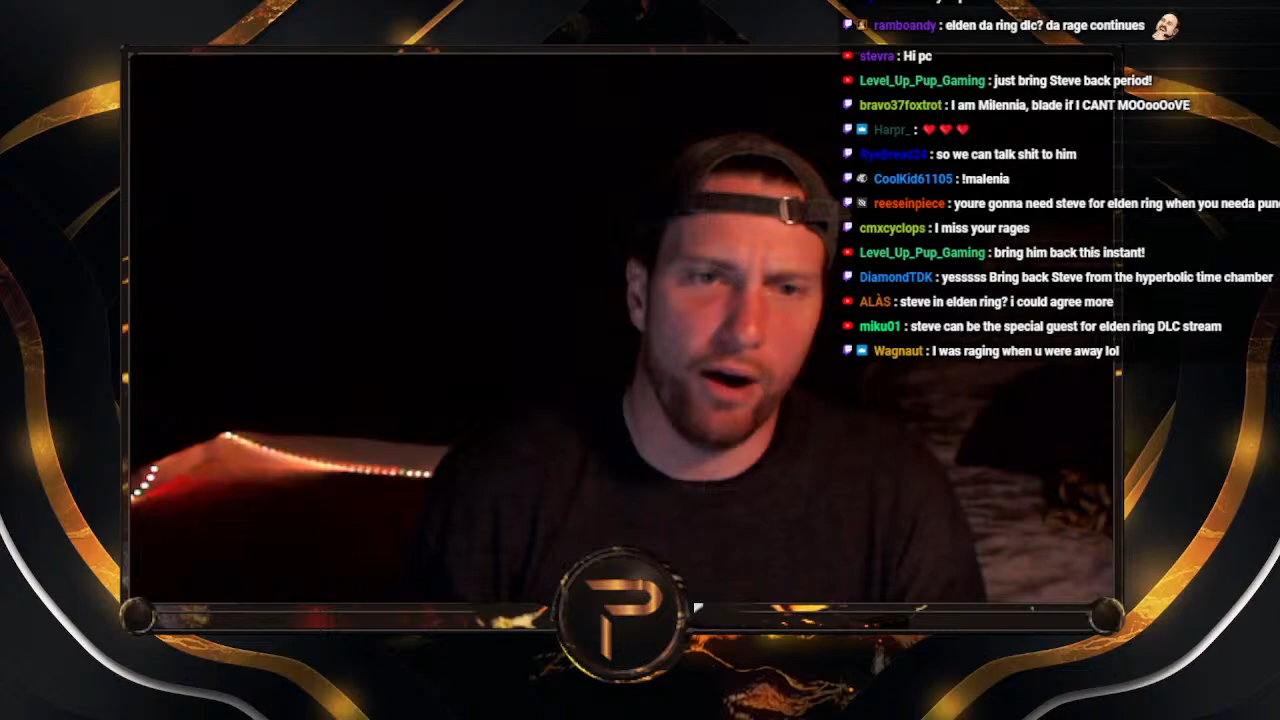 ramboandy : elden da ring dlc? da rage continues
stevra : Hi pc
Level_Up_Pup_Gaming : just bring Steve back period!
bravo37foxtrot : I am Milennia, blade if I CANT MOOooOoVE
Harpr_ :
RyeBread24 : so we can talk shit to him
CoolKid61105 : !malenia
reeseinpiece : youre gonna need steve for elden ring when you needa
cmxcyclops : I miss your rages
Level_Up_Pup_Gaming : bring him back this instant!
DiamondTDK : yesssss Bring back Steve from the hyperbolic time chamber
ALÀS : steve in elden ring? i could agree more
miku01 : steve can be the special guest for elden ring DLC stream
Wagnaut : I was raging when u were away lol
P